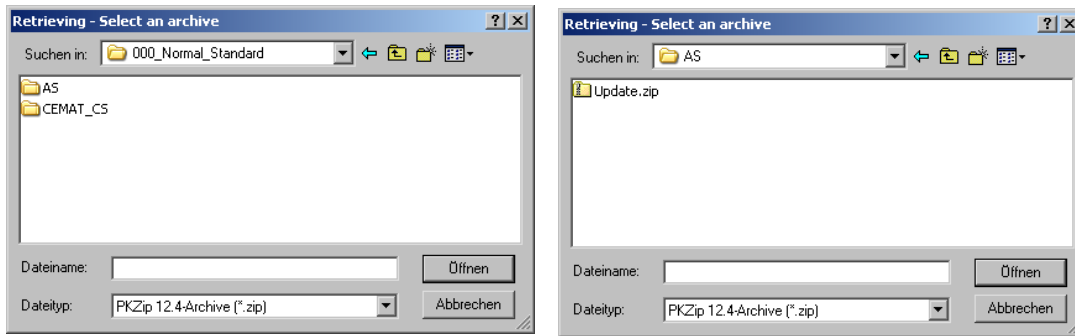 Retrieving - Select an archive
Suchen in: 000_Normal_Standard
AS
CEMAT_CS
Dateiname:
Öffnen
Dateityp: PKZip 12.4-Archive (*.zip)
Abbrechen
Retrieving - Select an archive
Suchen in: AS
Update.zip
Dateiname:
Öffnen
Dateityp: PKZip 12.4-Archive (*.zip)
Abbrechen